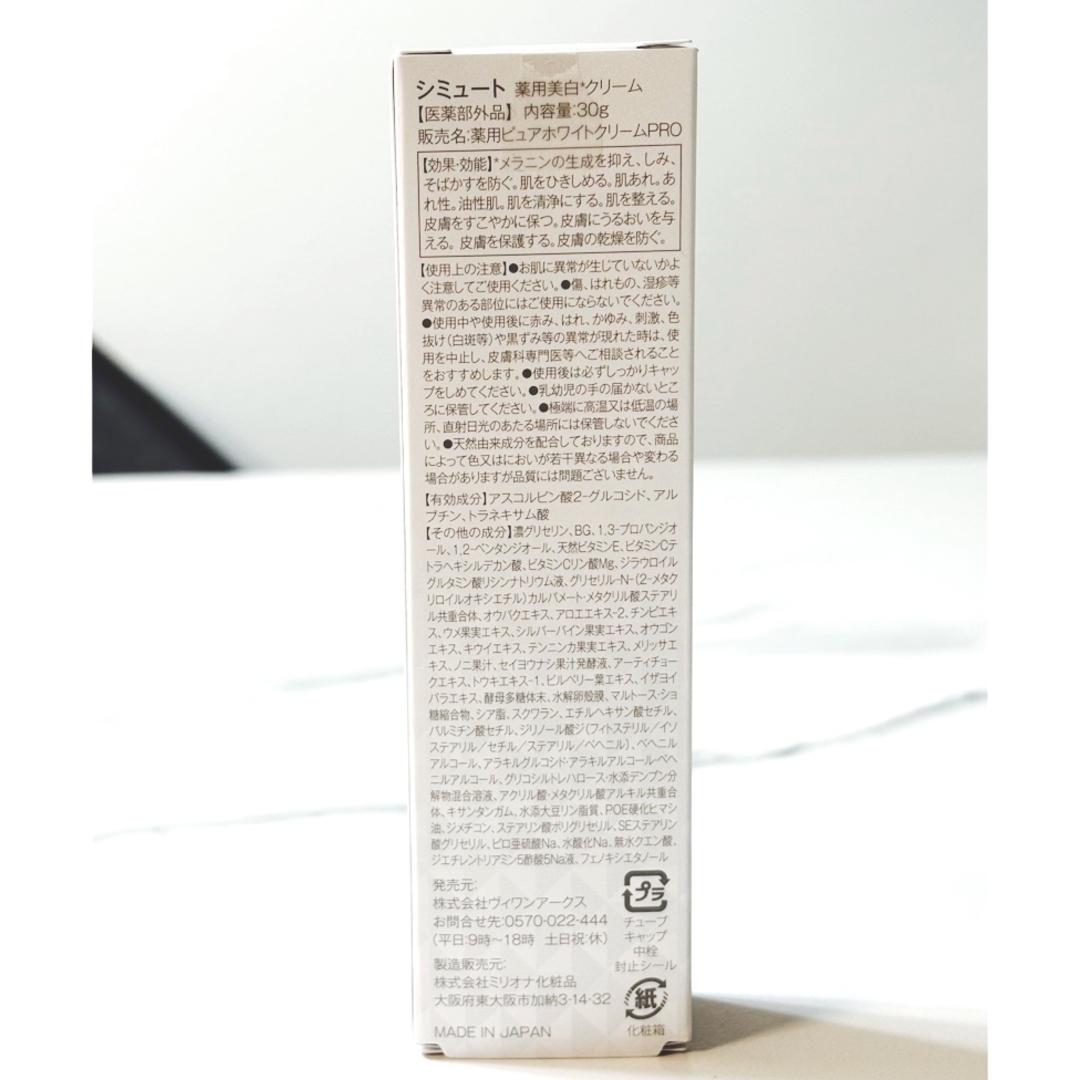 シミュート 薬用美白*クリーム
【医薬部外品】 内容量:30g
販売名:薬用ピュアホワイトクリームPRO
【効果・効能】*メラニンの生成を抑え、しみ、
そばかすを防ぐ。肌をひきしめる。肌あれ。あ
れ性。油性肌。肌を清浄にする。肌を整える。
皮膚をすこやかに保つ。皮膚にうるおいを与
える。皮膚を保護する。皮膚の乾燥を防ぐ。
【使用上の注意】●お肌に異常が生じていないかよ
く注意してご使用ください。●傷、はれもの、湿疹等
異常のある部位にはご使用にならないでください。
●使用中や使用後に赤み、はれ、かゆみ、刺激、色
抜け(白斑等)や黒ずみ等の異常が現れた時は、使
用を中止し、皮膚科専門医等へご相談されること
をおすすめします。●使用後は必ずしっかりキャッ
プをしめてください。●乳幼児の手の届かないとこ
ろに保管してください。●極端に高温又は低温の場
所、直射日光のあたる場所には保管しないでくださ
い。●天然由来成分を配合しておりますので、商品
によって色又はにおいが若干異なる場合や変わる
場合がありますが品質には問題ございません。
【有効成分】アスコルビン酸2-グルコシド、アル
ブチン、トラネキサム酸
【その他の成分】濃グリセリン、BG、1,3-プロパンジオ
ール、1,2-ペンタンジオール、天然ビタミンE、ビタミンCテ
トラヘキシルデカン酸、ビタミンCリン酸Mg、ジラウロイル
グルタミン酸リシンナトリウム液、グリセリル-N-(2-メタク
リロイルオキシエチル)カルバメート・メタクリル酸ステアリ
ル共重合体、オウバクエキス、アロエエキス-2、チンピエキ
ス、ウメ果実エキス、シルバーバイン果実エキス、オウゴン
エキス、キウイエキス、テンニンカ果実エキス、メリッサエ
キス、ノニ果汁、セイヨウナシ果汁発酵液、アーティチョー
クエキス、トウキエキス-1、ビルベリー葉エキス、イザヨイ
バラエキス、酵母多糖体末、水解卵殻膜、マルトース・ショ
糖縮合物、シア脂、スクワラン、エチルヘキサン酸セチル、
パルミチン酸セチル、ジリノール酸ジ(フィトステリル/イソ
ステアリル/セチル/ステアリル/ベヘニル)、ベヘニル
アルコール、アラキルグルコシド・アラキルアルコール・ベヘ
ニルアルコール、グリコシルトレハロース・水添デンプン分
解物混合溶液、アクリル酸・メタクリル酸アルキル共重合
体、キサンタンガム、水添大豆リン脂質、POE硬化ヒマシ
油、ジメチコン、ステアリン酸ポリグリセリル、SEステアリン
酸グリセリル、ピロ亜硫酸Na、水酸化Na、無水クエン酸、
ジエチレントリアミン5酢酸5Na液、フェノキシエタノール
発売元:
株式会社ヴィワンアークス
お問合せ先:0570-022-444
(平日:9時〜18時 土日祝:休)
製造販売元:
株式会社ミリオナ化粧品
大阪府東大阪市加納3-14-32
MADE IN JAPAN
プラ
チューブ
キャップ
中栓
封止シール
紙
化粧箱